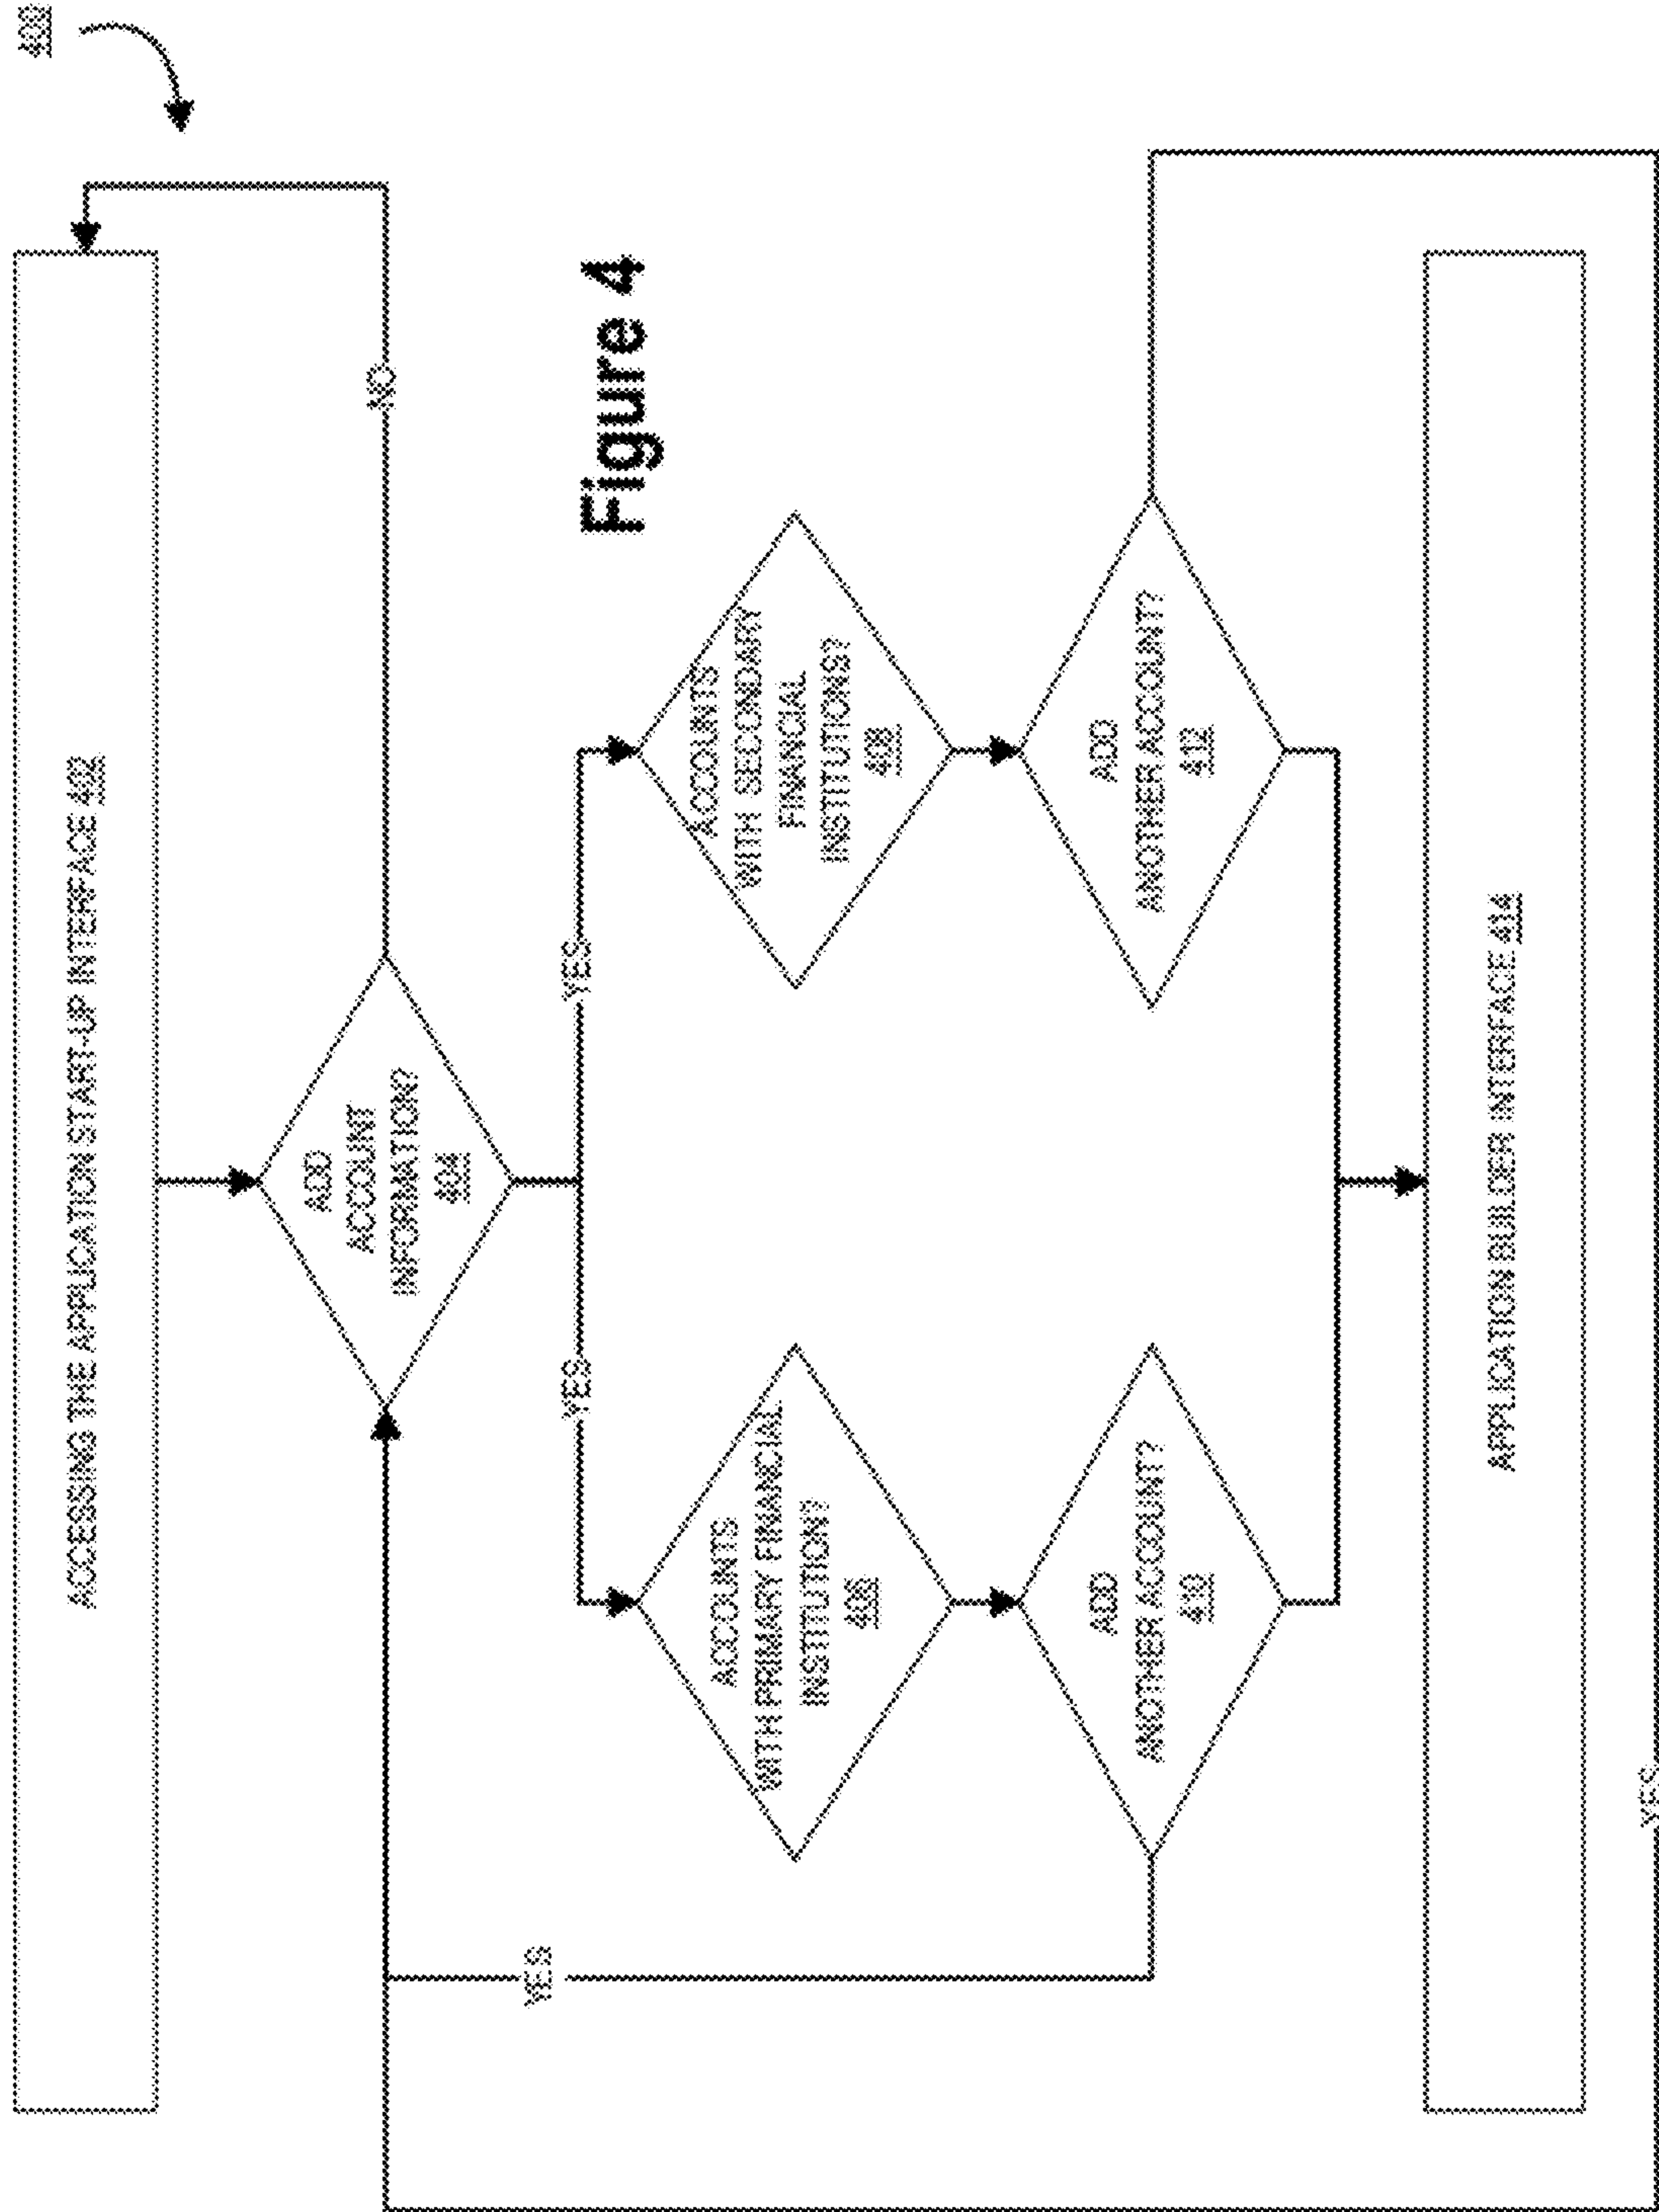 400
ACCESSING THE APPLICATION START-UP INTERFACE 402
ADD
ACCOUNT
INFORMATION?
404
NO
YES
YES
Figure 4
ACCOUNTS
WITH PRIMARY FINANCIAL
INSTITUTION?
406
ACCOUNTS
WITH SECONDARY
FINANCIAL
INSTITUTIONS?
408
YES
ADD
ANOTHER ACCOUNT?
410
ADD
ANOTHER ACCOUNT?
412
APPLICATION BUILDER INTERFACE 414
YES